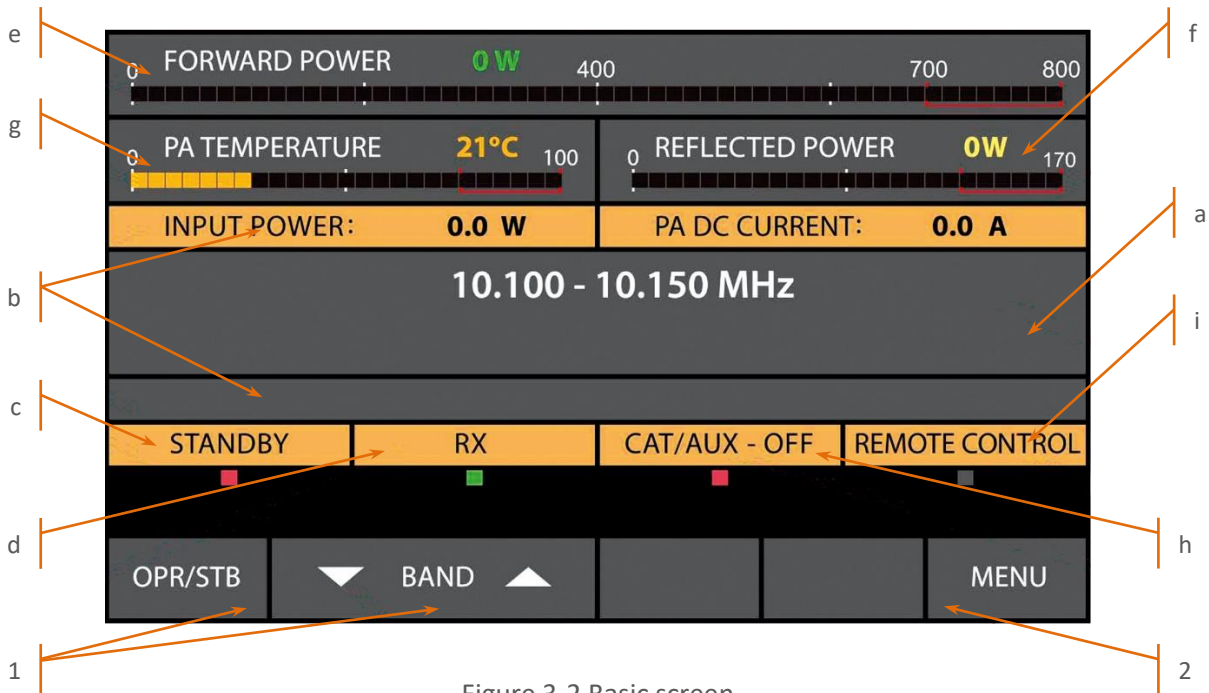 e
f
FORWARD POWER 0 W
0 400 700 800
g
PA TEMPERATURE 21°C
0 100
REFLECTED POWER 0W
0 170
INPUT POWER: 0.0 W
PA DC CURRENT: 0.0 A
a
b
10.100 - 10.150 MHz
i
c
STANDBY
RX
CAT/AUX - OFF
REMOTE CONTROL
d
h
OPR/STB
BAND
MENU
1
2
Figure 3-2 Basic screen